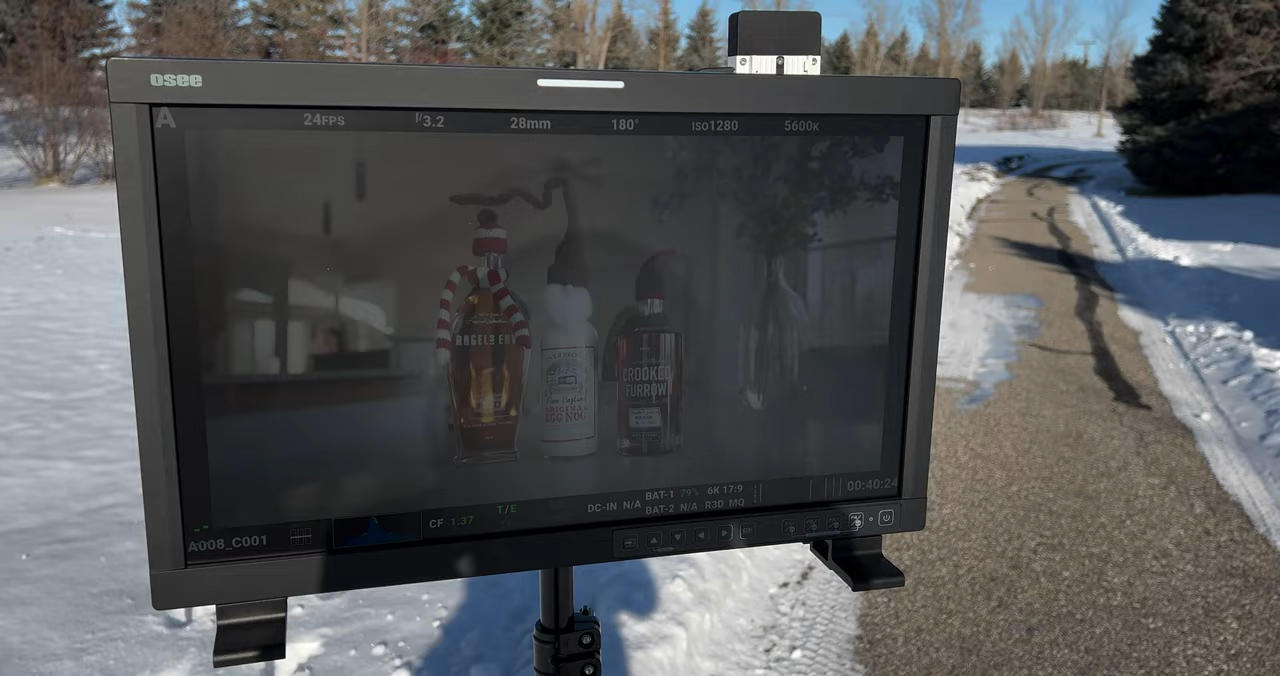 osee
A
24FPS f/3.2 28mm 180° ISO1280 5600K
ANGEL'S ENV
ORIGINAL
EGG NOG
CROOKED
FURROW
A008_C001
CF 1:37
T/E
DC-IN N/A
BAT-1 79%
BAT-2 N/A
6K 17:9
R3D MQ
00:40:24